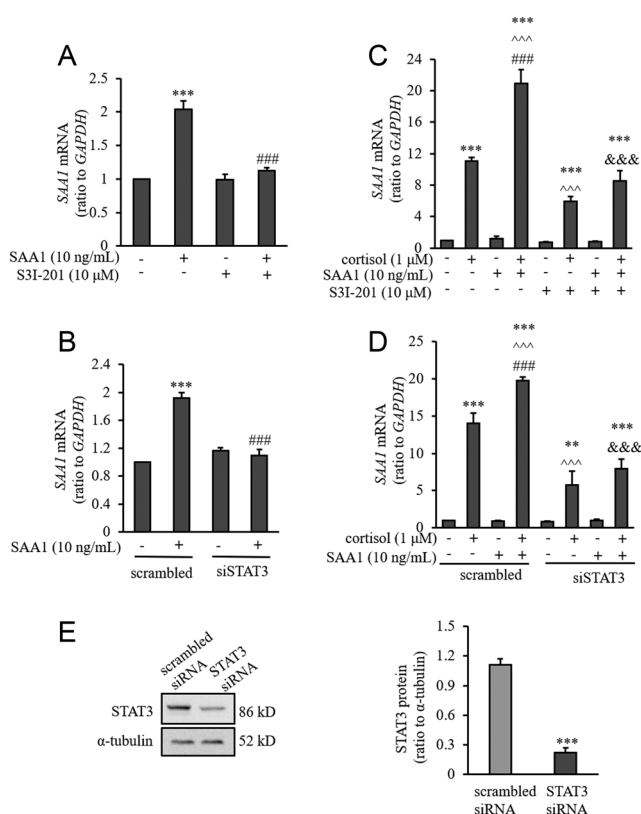 A
SAA1 mRNA
(ratio to GAPDH)
2.5
2
1.5
1
0.5
0
***
###
SAA1 (10 ng/mL) - + - +
S3I-201 (10 μM) - - + +
C
SAA1 mRNA
(ratio to GAPDH)
24
20
16
12
8
4
0
***
***
^^^
###
***
^^^
***
&&&
cortisol (1 μM) - + - + - + - +
SAA1 (10 ng/mL) - - + + - - + +
S3I-201 (10 μM) - - - - + + + +
B
SAA1 mRNA
(ratio to GAPDH)
2.4
2
1.6
1.2
0.8
0.4
0
***
###
SAA1 (10 ng/mL) - + - +
scrambled siSTAT3
D
SAA1 mRNA
(ratio to GAPDH)
25
20
15
10
5
0
***
***
^^^
###
**
^^^
***
&&&
cortisol (1 μM) - + - + - + - +
SAA1 (10 ng/mL) - - + + - - + +
scrambled siSTAT3
E
scrambled
siRNA
STAT3
siRNA
STAT3 86 kD
α-tubulin 52 kD
STAT3 protein
(ratio to α-tubulin)
1.5
1.2
0.9
0.6
0.3
0
***
scrambled
siRNA
STAT3
siRNA